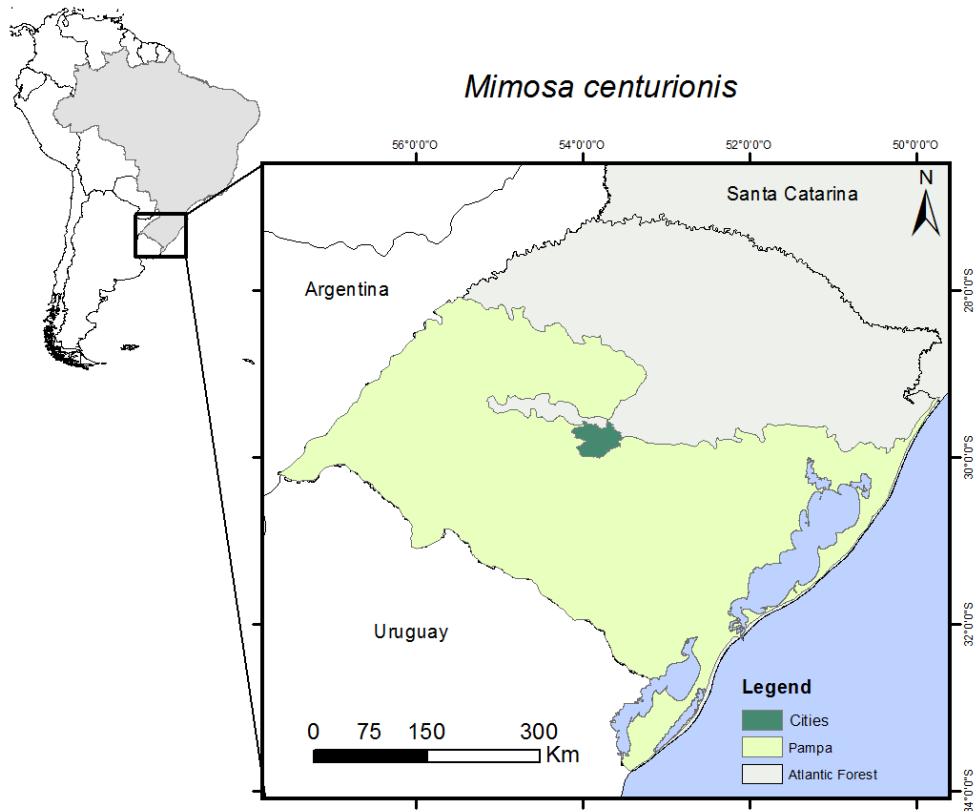 Mimosa centurionis
56°0'0"O
54°0'0"O
52°0'0"O
50°0'0"O
Santa Catarina
N
Argentina
28°0'0"S
30°0'0"S
Uruguay
32°0'0"S
Legend
Cities
Pampa
Atlantic Forest
0 75 150 300
Km
34°0'0"S